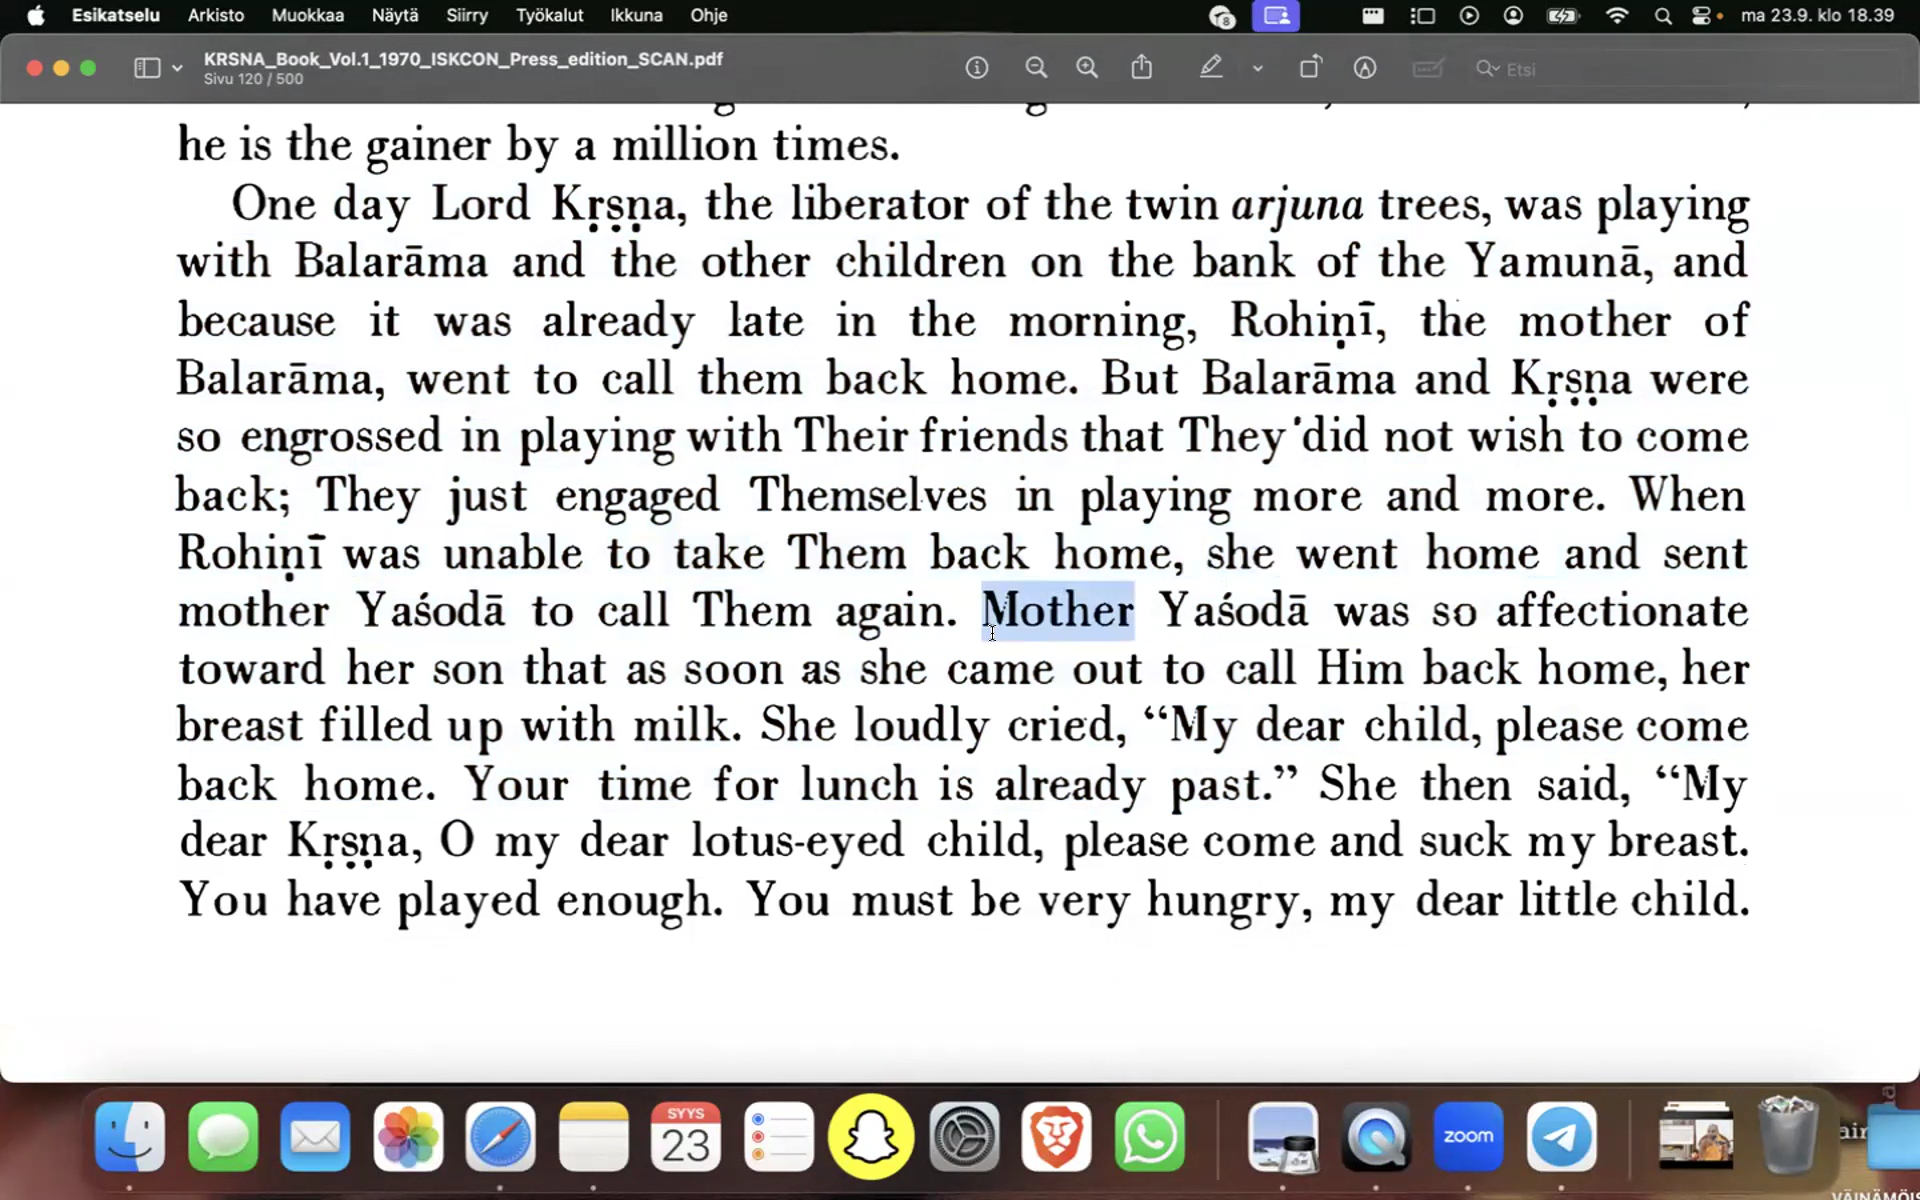 Esikatselu Arkisto Muokkaa Näytä Siirry Työkalut Ikkuna Ohje 8 ma 23.9. klo 18.39
KRSNA_Book_Vol.1_1970_ISKCON_Press_edition_SCAN.pdf
Sivu 120 / 500
Etsi
he is the gainer by a million times.
One day Lord Kṛṣṇa, the liberator of the twin arjuna trees, was playing
with Balarāma and the other children on the bank of the Yamunā, and
because it was already late in the morning, Rohiṇī, the mother of
Balarāma, went to call them back home. But Balarāma and Kṛṣṇa were
so engrossed in playing with Their friends that They did not wish to come
back; They just engaged Themselves in playing more and more. When
Rohiṇī was unable to take Them back home, she went home and sent
mother Yaśodā to call Them again. Mother Yaśodā was so affectionate
toward her son that as soon as she came out to call Him back home, her
breast filled up with milk. She loudly cried, “My dear child, please come
back home. Your time for lunch is already past.” She then said, “My
dear Kṛṣṇa, O my dear lotus-eyed child, please come and suck my breast.
You have played enough. You must be very hungry, my dear little child.
SYYS
23
zoom